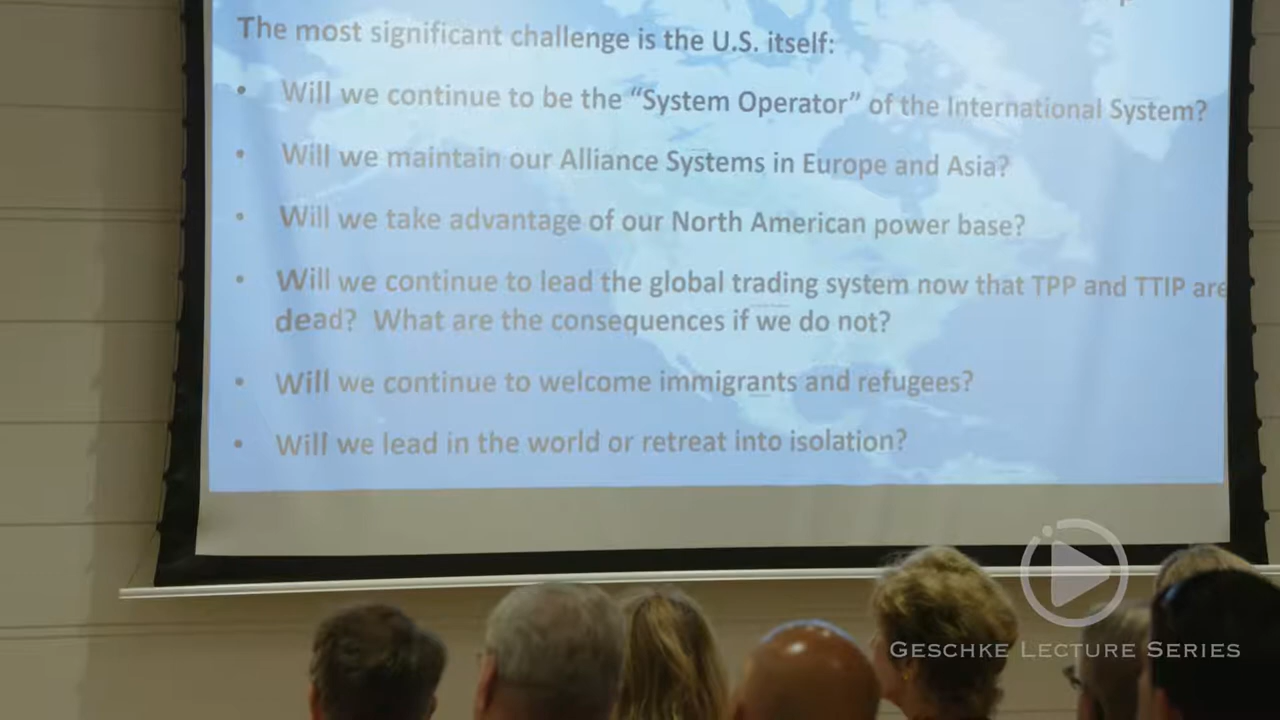 The most significant challenge is the U.S. itself:
• Will we continue to be the “System Operator” of the International System?
• Will we maintain our Alliance Systems in Europe and Asia?
• Will we take advantage of our North American power base?
• Will we continue to lead the global trading system now that TPP and TTIP are
dead? What are the consequences if we do not?
• Will we continue to welcome immigrants and refugees?
• Will we lead in the world or retreat into isolation?
GESCHKE LECTURE SERIES